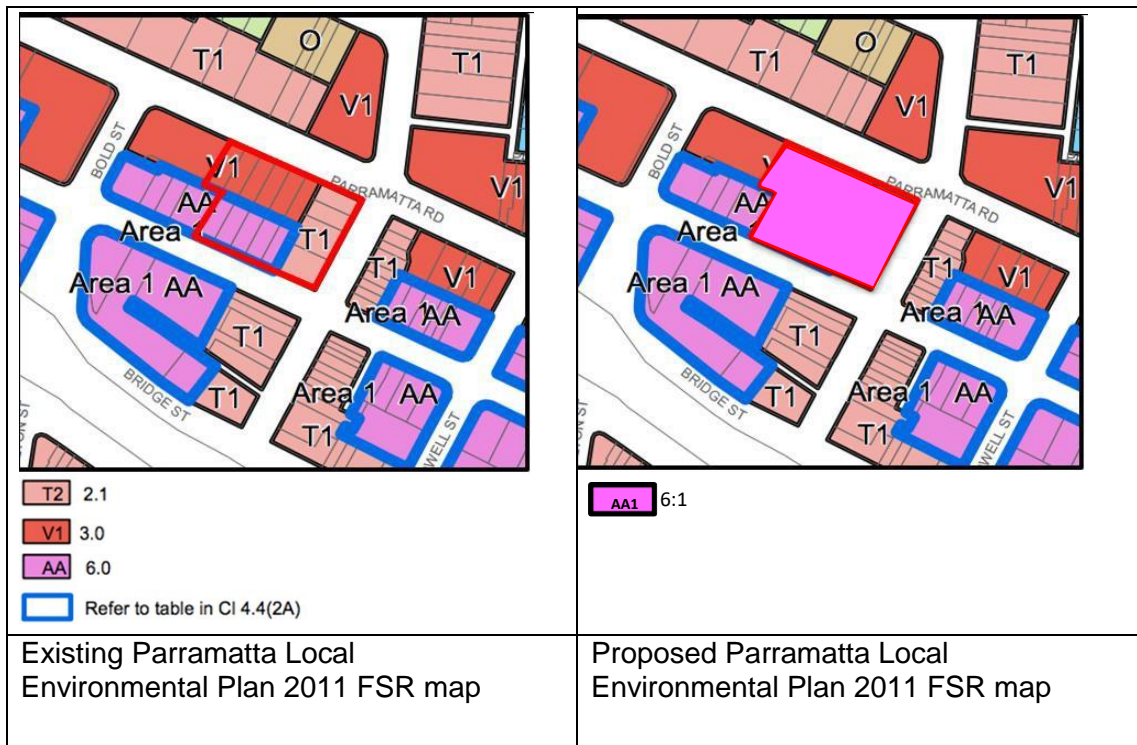 O
T1
T1
V1
BOLD ST
V1
V1
PARRAMATTA RD
AA
Area 1
T1
Area 1 AA
T1
V1
Area 1
AA
T1
BRIDGE ST
T1
Area 1
AA
T1
WELL ST
T2 2.1
V1 3.0
AA 6.0
Refer to table in Cl 4.4(2A)
Existing Parramatta Local
Environmental Plan 2011 FSR map
O
T1
T1
V1
BOLD ST
V1
PARRAMATTA RD
AA
Area
Area 1 AA
T1
T1
V1
Area 1
AA
BRIDGE ST
T1
Area 1
AA
T1
WELL ST
AA1 6:1
Proposed Parramatta Local
Environmental Plan 2011 FSR map